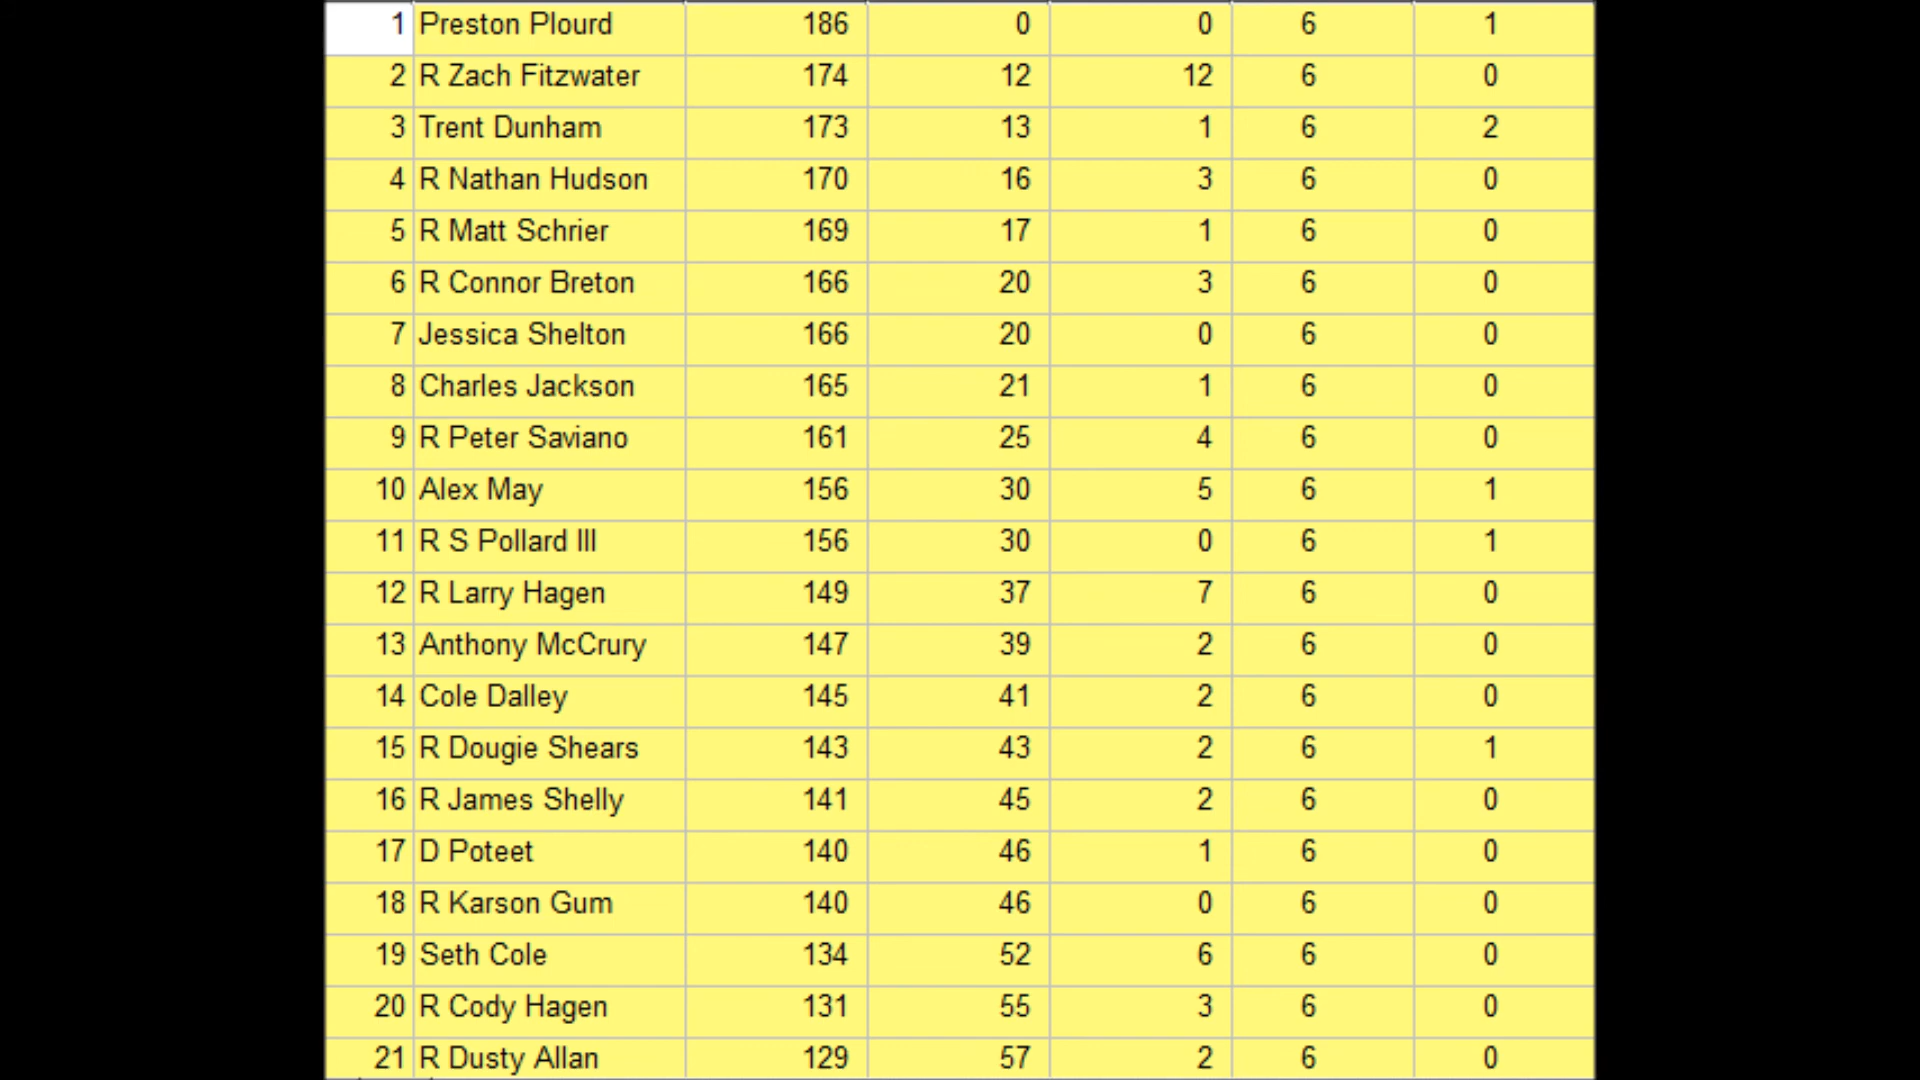 1 Preston Plourd 186 0 0 6 1
2 R Zach Fitzwater 174 12 12 6 0
3 Trent Dunham 173 13 1 6 2
4 R Nathan Hudson 170 16 3 6 0
5 R Matt Schrier 169 17 1 6 0
6 R Connor Breton 166 20 3 6 0
7 Jessica Shelton 166 20 0 6 0
8 Charles Jackson 165 21 1 6 0
9 R Peter Saviano 161 25 4 6 0
10 Alex May 156 30 5 6 1
11 R S Pollard III 156 30 0 6 1
12 R Larry Hagen 149 37 7 6 0
13 Anthony McCrury 147 39 2 6 0
14 Cole Dalley 145 41 2 6 0
15 R Dougie Shears 143 43 2 6 1
16 R James Shelly 141 45 2 6 0
17 D Poteet 140 46 1 6 0
18 R Karson Gum 140 46 0 6 0
19 Seth Cole 134 52 6 6 0
20 R Cody Hagen 131 55 3 6 0
21 R Dusty Allan 129 57 2 6 0